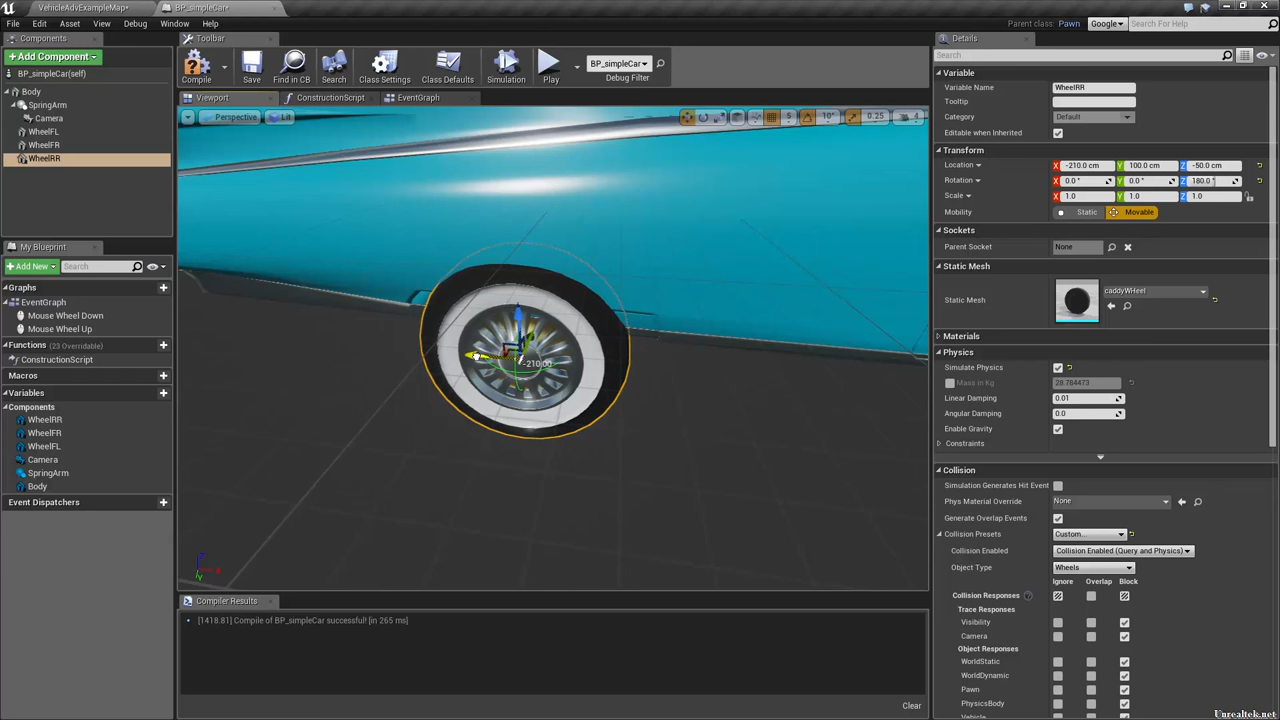 VehicleAdvExampleMap*
BP_simpleCar*
File Edit Asset View Debug Window Help
Parent class: Pawn
Google
Search For Help
Components
Toolbar
Details
Add Component
BP_simpleCar(self)
Body
SpringArm
Camera
WheelFL
WheelFR
WheelRR
Compile
Save
Find in CB
Search
Class Settings
Class Defaults
Simulation
Play
BP_simpleCar
Debug Filter
Viewport
ConstructionScript
EventGraph
Perspective
Lit
5
10°
0.25
4
-210.00
My Blueprint
Add New
Search
Graphs
EventGraph
Mouse Wheel Down
Mouse Wheel Up
Functions (23 Overridable)
ConstructionScript
Macros
Variables
Components
WheelRR
WheelFR
WheelFL
Camera
SpringArm
Body
Event Dispatchers
Compiler Results
[1418.81] Compile of BP_simpleCar successful! [in 265 ms]
Clear
Search
Variable
Variable Name WheelRR
Tooltip
Category Default
Editable when Inherited
Transform
Location X -210.0 cm Y 100.0 cm Z -50.0 cm
Rotation X 0.0 ° Y 0.0 ° Z 180.0 °
Scale X 1.0 Y 1.0 Z 1.0
Mobility Static Movable
Sockets
Parent Socket None
Static Mesh
Static Mesh caddyWHeel
Materials
Physics
Simulate Physics
Mass in Kg 28.784473
Linear Damping 0.01
Angular Damping 0.0
Enable Gravity
Constraints
Collision
Simulation Generates Hit Event
Phys Material Override None
Generate Overlap Events
Collision Presets Custom...
Collision Enabled Collision Enabled (Query and Physics)
Object Type Wheels
Ignore Overlap Block
Collision Responses
Trace Responses
Visibility
Camera
Object Responses
WorldStatic
WorldDynamic
Pawn
PhysicsBody
Vehicle
Unrealtek.net